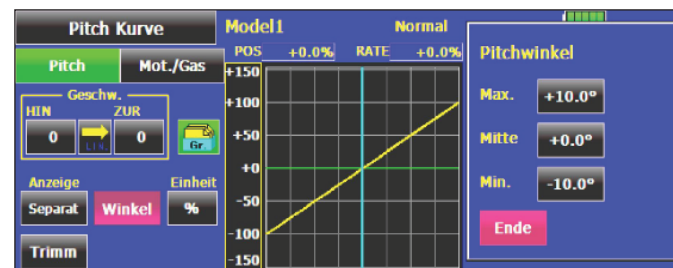 Pitch Kurve
Pitch Mot./Gas
Geschw.
HIN ZUR
0 LIN. 0 Gr.
Anzeige Einheit
Separat Winkel %
Trimm
Model1 Normal
POS +0.0% RATE +0.0%
+150
+100
+50
+0
-50
-100
-150
Pitchwinkel
Max. +10.0°
Mitte +0.0°
Min. -10.0°
Ende